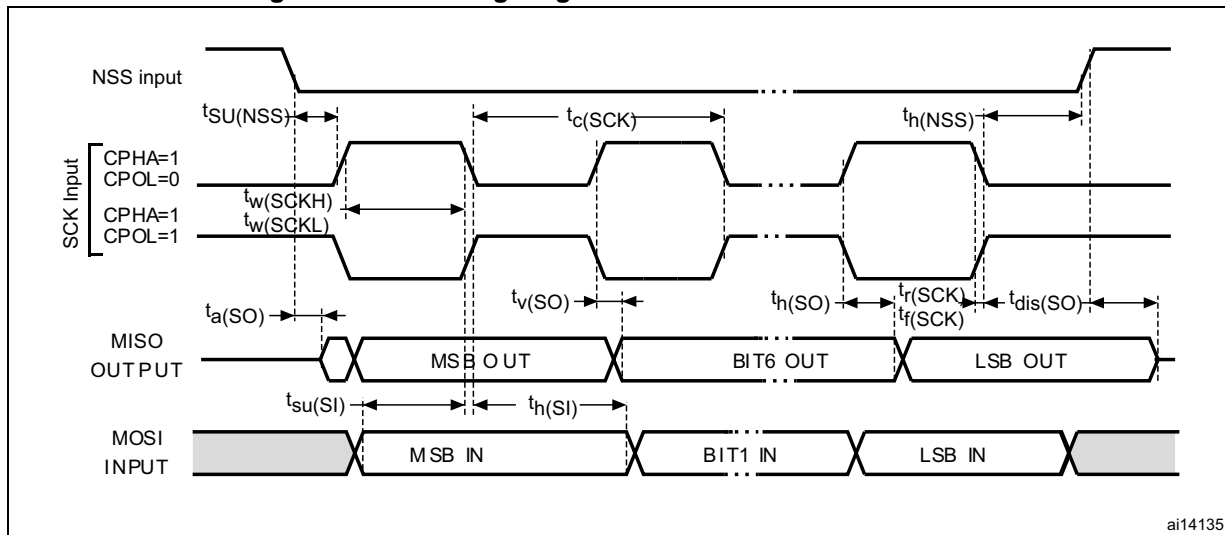 NSS input
tSU(NSS)
tc(SCK)
th(NSS)
SCK Input
CPHA=1
CPOL=0
tw(SCKH)
tw(SCKL)
CPHA=1
CPOL=1
ta(SO)
tv(SO)
th(SO)
tr(SCK)
tf(SCK)
tdis(SO)
MISO
OUTPUT
MSB OUT
BIT6 OUT
LSB OUT
tsu(SI)
th(SI)
MOSI
INPUT
MSB IN
BIT1 IN
LSB IN
ai14135